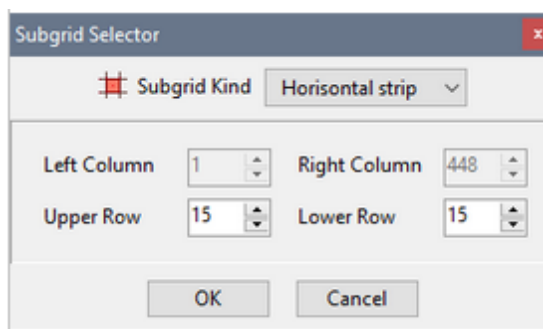 Subgrid Selector x
Subgrid Kind Horisontal strip
Left Column 1 Right Column 448
Upper Row 15 Lower Row 15
OK Cancel